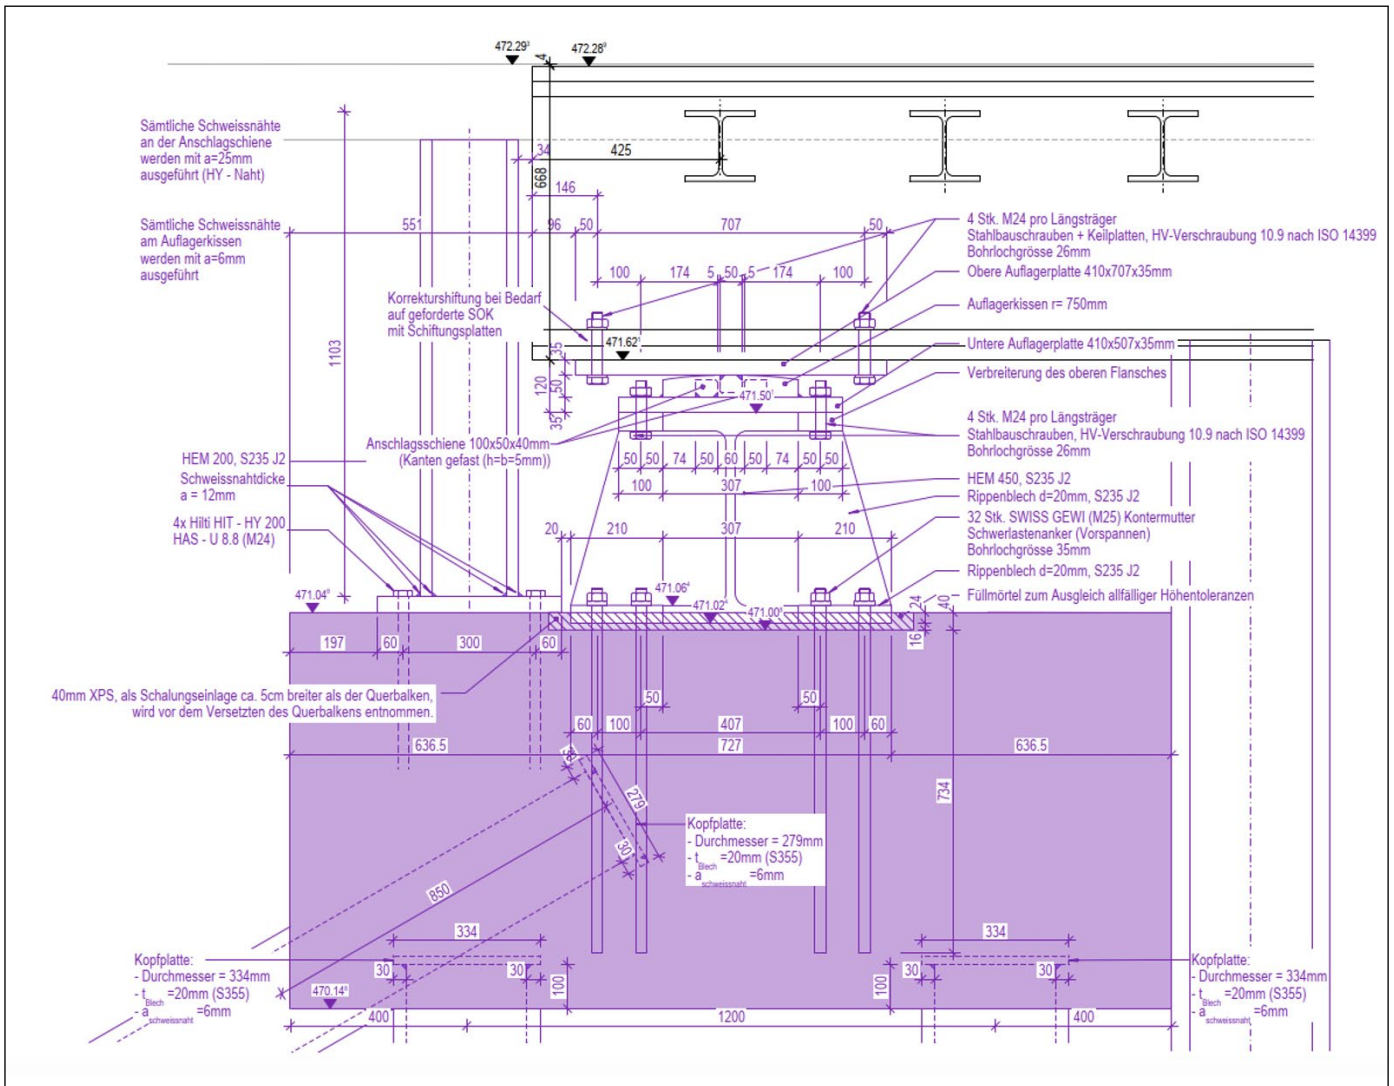 472.29³
472.28⁹
4
Sämtliche Schweissnähte
an der Anschlagschiene
werden mit a=25mm
ausgeführt (HY - Naht)
34
425
668
146
Sämtliche Schweissnähte
am Auflagerkissen
werden mit a=6mm
ausgeführt
551
96
50
707
50
4 Stk. M24 pro Längsträger
Stahlbauschrauben + Keilplatten, HV-Verschraubung 10.9 nach ISO 14399
Bohrlochgrösse 26mm
100
174
5
50
5
174
100
Obere Auflagerplatte 410x707x35mm
Korrekturshiftung bei Bedarf
auf geforderte SOK
mit Schiftungsplatten
Auflagerkissen r= 750mm
1103
471.62¹
35
Untere Auflagerplatte 410x507x35mm
120
50
Verbreiterung des oberen Flansches
471.50¹
35
4 Stk. M24 pro Längsträger
Stahlbauschrauben, HV-Verschraubung 10.9 nach ISO 14399
Bohrlochgrösse 26mm
Anschlagsschiene 100x50x40mm
(Kanten gefast (h=b=5mm))
HEM 200, S235 J2
Schweissnahtdicke
a = 12mm
50
50
74
50
60
50
74
50
50
100
307
100
HEM 450, S235 J2
Rippenblech d=20mm, S235 J2
4x Hilti HIT - HY 200
HAS - U 8.8 (M24)
20
210
307
210
32 Stk. SWISS GEWI (M25) Kontermutter
Schwerlastenanker (Vorspannen)
Bohrlochgrösse 35mm
Rippenblech d=20mm, S235 J2
471.04⁹
471.06⁴
471.02⁴
471.00⁹
Füllmörtel zum Ausgleich allfälliger Höhentoleranzen
24
40
16
197
60
300
60
40mm XPS, als Schalungseinlage ca. 5cm breiter als der Querbalken,
wird vor dem Versetzten des Querbalkens entnommen.
50
50
60
100
407
100
60
636.5
727
636.5
734
279
30
850
Kopfplatte:
- Durchmesser = 279mm
- t Blech =20mm (S355)
- a schweissnaht =6mm
334
334
Kopfplatte:
- Durchmesser = 334mm
- t Blech =20mm (S355)
- a schweissnaht =6mm
30
30
100
100
30
30
Kopfplatte:
- Durchmesser = 334mm
- t Blech =20mm (S355)
- a schweissnaht =6mm
470.14⁹
400
1200
400